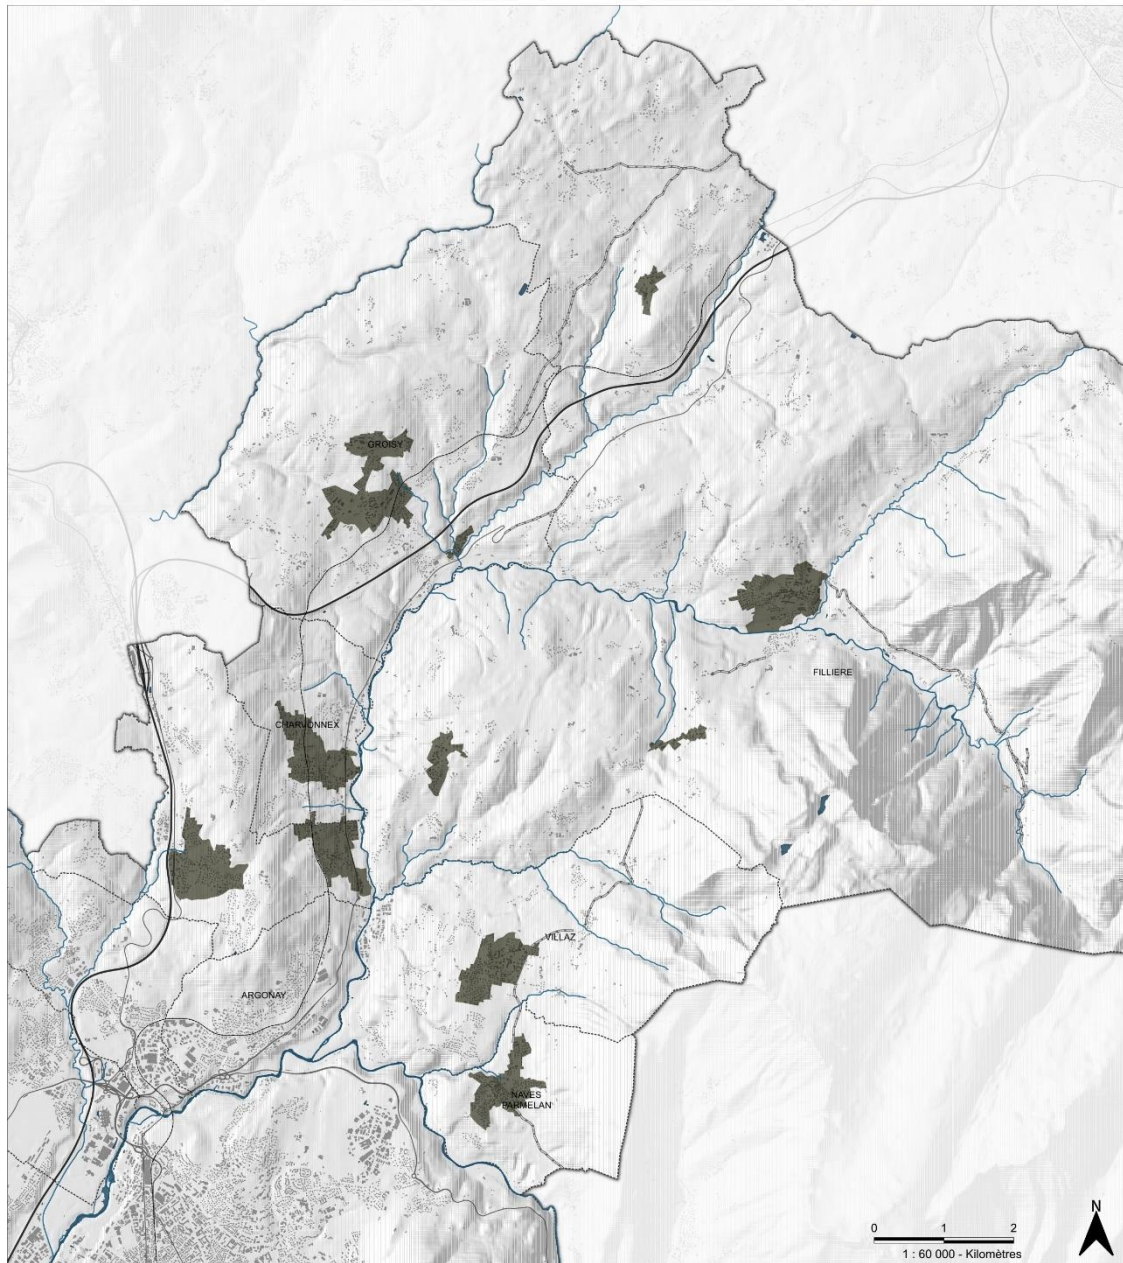 GROISY
FILLIERE
CHARVONNEX
VILLAZ
ARGONAY
NAVES
PARMELAN
N
0 1 2
1 : 60 000 - Kilomètres